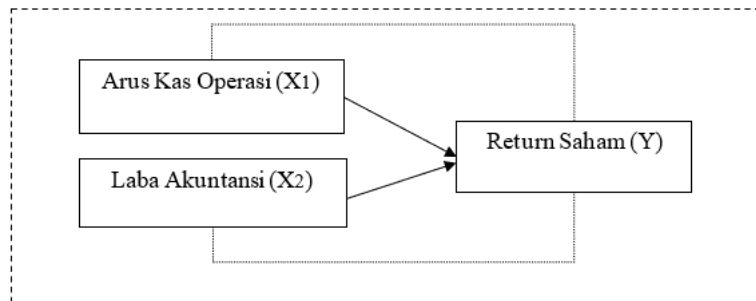 Arus Kas Operasi (X1)
Return Saham (Y)
Laba Akuntansi (X2)